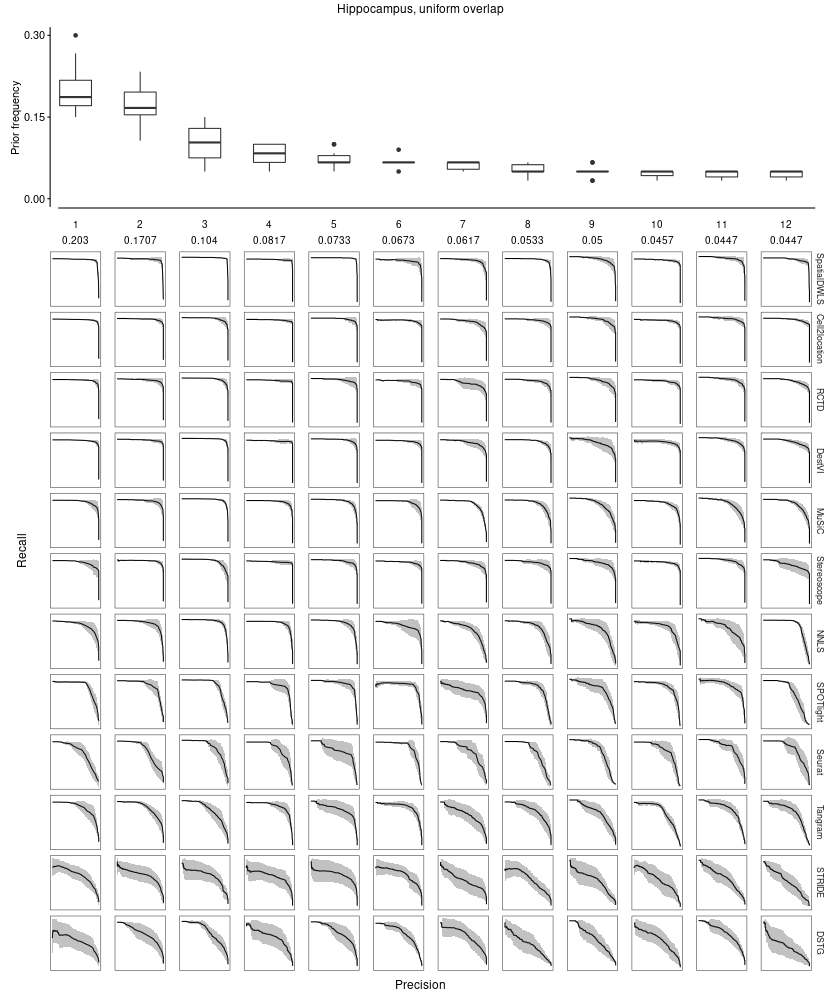 Hippocampus, uniform overlap
Prior frequency
0.30
0.15
0.00
1 2 3 4 5 6 7 8 9 10 11 12
0.203 0.1707 0.104 0.0817 0.0733 0.0673 0.0617 0.0533 0.05 0.0457 0.0447 0.0447
SpatialDWLS
Cell2location
RCTD
DestVI
MuSiC
Stereoscope
NNLS
SPOTlight
Seurat
Tangram
STRIDE
DSTG
Recall
Precision